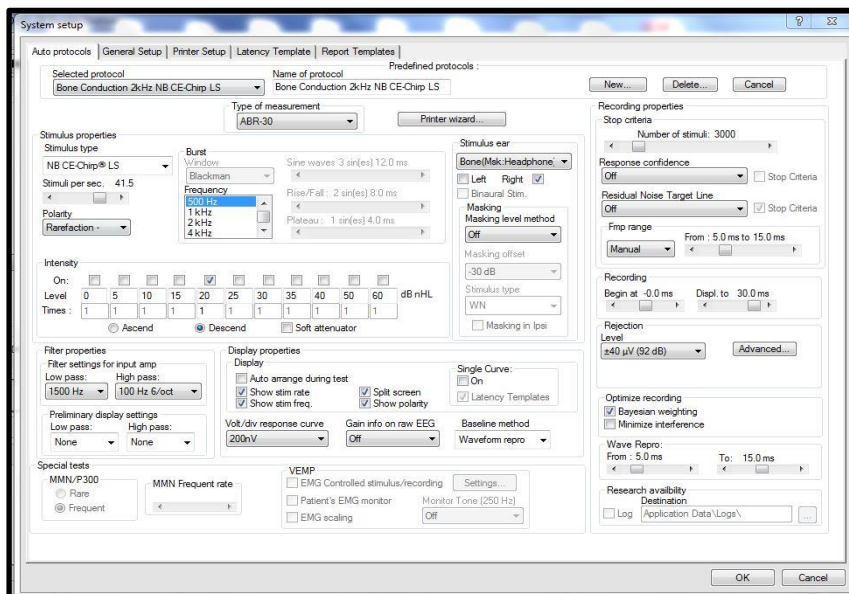 System setup
Auto protocols General Setup Printer Setup Latency Template Report Templates
Predefined protocols :
Selected protocol Name of protocol
Bone Conduction 2kHz NB CE-Chirp LS Bone Conduction 2kHz NB CE-Chirp LS New... Delete... Cancel
Type of measurement
ABR-30 Printer wizard...
Stimulus properties
Stimulus type
NB CE-Chirp® LS
Stimuli per sec. 41.5
Polarity
Rarefaction -
Burst
Window
Blackman
Frequency
500 Hz
1 kHz
2 kHz
4 kHz
Sine waves 3 sin(es) 12.0 ms
Rise/Fall : 2 sin(es) 8.0 ms
Plateau : 1 sin(es) 4.0 ms
Stimulus ear
Bone(Msk:Headphone)
Left Right
Binaural Stim.
Masking
Masking level method
Off
Masking offset
-30 dB
Stimulus type
WN
Masking in Ipsi
Intensity
On:
Level 0 5 10 15 20 25 30 35 40 50 60 dB nHL
Times : 1 1 1 1 1 1 1 1 1 1 1
Ascend Descend Soft attenuator
Filter properties
Filter settings for input amp
Low pass: High pass:
1500 Hz 100 Hz 6/oct
Preliminary display settings
Low pass: High pass:
None None
Display properties
Display
Auto arrange during test
Show stim rate Split screen
Show stim freq. Show polarity
Single Curve:
On
Latency Templates
Volt/div response curve Gain info on raw EEG Baseline method
200nV Off Waveform repro
Special tests
MMN/P300
Rare
Frequent
MMN Frequent rate
VEMP
EMG Controlled stimulus/recording Settings...
Patient's EMG monitor Monitor Tone (250 Hz)
EMG scaling Off
Recording properties
Stop criteria
Number of stimuli: 3000
Response confidence
Off Stop Criteria
Residual Noise Target Line
Off Stop Criteria
Fmp range
Manual From : 5.0 ms to 15.0 ms
Recording
Begin at -0.0 ms Displ. to 30.0 ms
Rejection
Level
±40 µV (92 dB) Advanced...
Optimize recording
Bayesian weighting
Minimize interference
Wave Repro:
From : 5.0 ms To: 15.0 ms
Research availbility
Destination
Log Application Data\Logs\ ...
OK Cancel